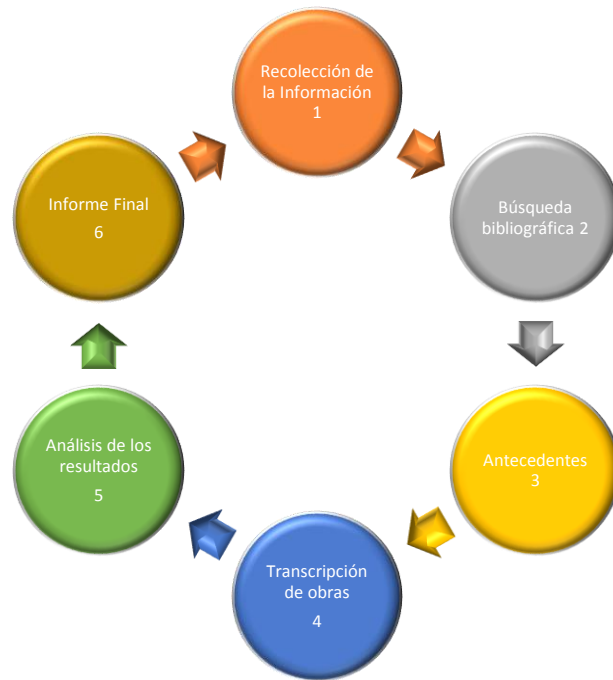 Recolección de
la Información
1
Búsqueda
bibliográfica 2
Antecedentes
3
Transcripción
de obras
4
Análisis de los
resultados
5
Informe Final
6